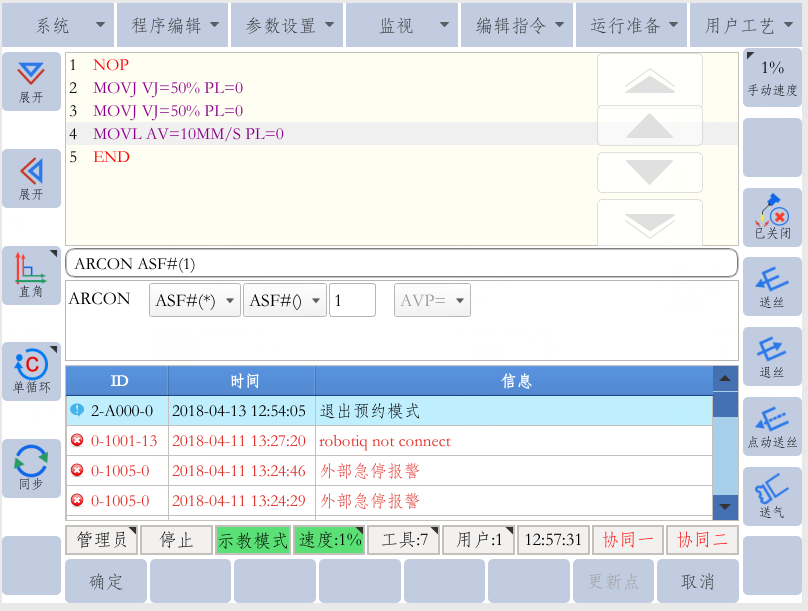 系统 程序编辑 参数设置 监视 编辑指令 运行准备 用户工艺
展开
展开
直角
单循环
同步
1 NOP
2 MOVJ VJ=50% PL=0
3 MOVJ VJ=50% PL=0
4 MOVL AV=10MM/S PL=0
5 END
ARCON ASF#(1)
ARCON ASF#(*) ASF#() 1 AVP=
ID 时间 信息
2-A000-0 2018-04-13 12:54:05 退出预约模式
0-1001-13 2018-04-11 13:27:20 robotiq not connect
0-1005-0 2018-04-11 13:24:46 外部急停报警
0-1005-0 2018-04-11 13:24:29 外部急停报警
管理员 停止 示教模式 速度:1% 工具:7 用户:1 12:57:31 协同一 协同二
确定 更新点 取消
1%
手动速度
已关闭
送丝
退丝
点动送丝
送气